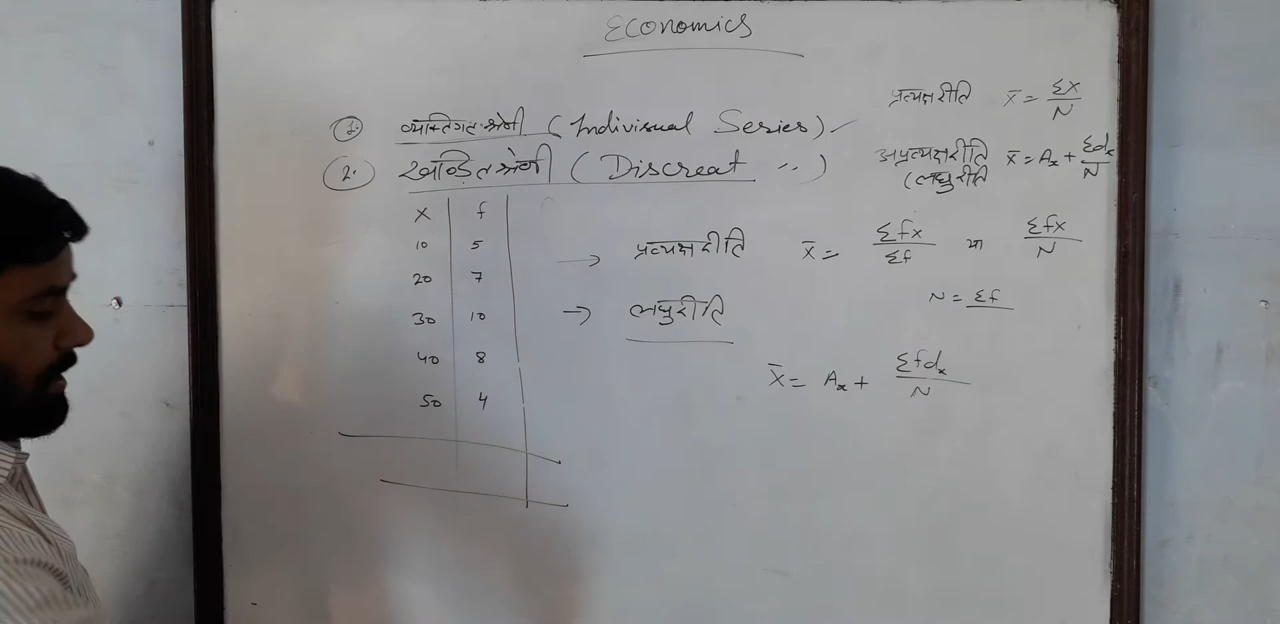 Economics
प्रत्यक्ष रीति X̄ = ΣX/N
1. व्यक्तिगत श्रेणी (Indivisual Series)
अप्रत्यक्ष रीति X̄ = Aₓ + Σdₓ/N
(लघु रीति
2. खण्डित श्रेणी (Discreat ,, )
X f
10 5
20 7
30 10
40 8
50 4
→ प्रत्यक्ष रीति X̄ = Σfx/Σf या Σfx/N
N = Σf
→ लघु रीति
X̄ = Aₓ + Σfdₓ/N